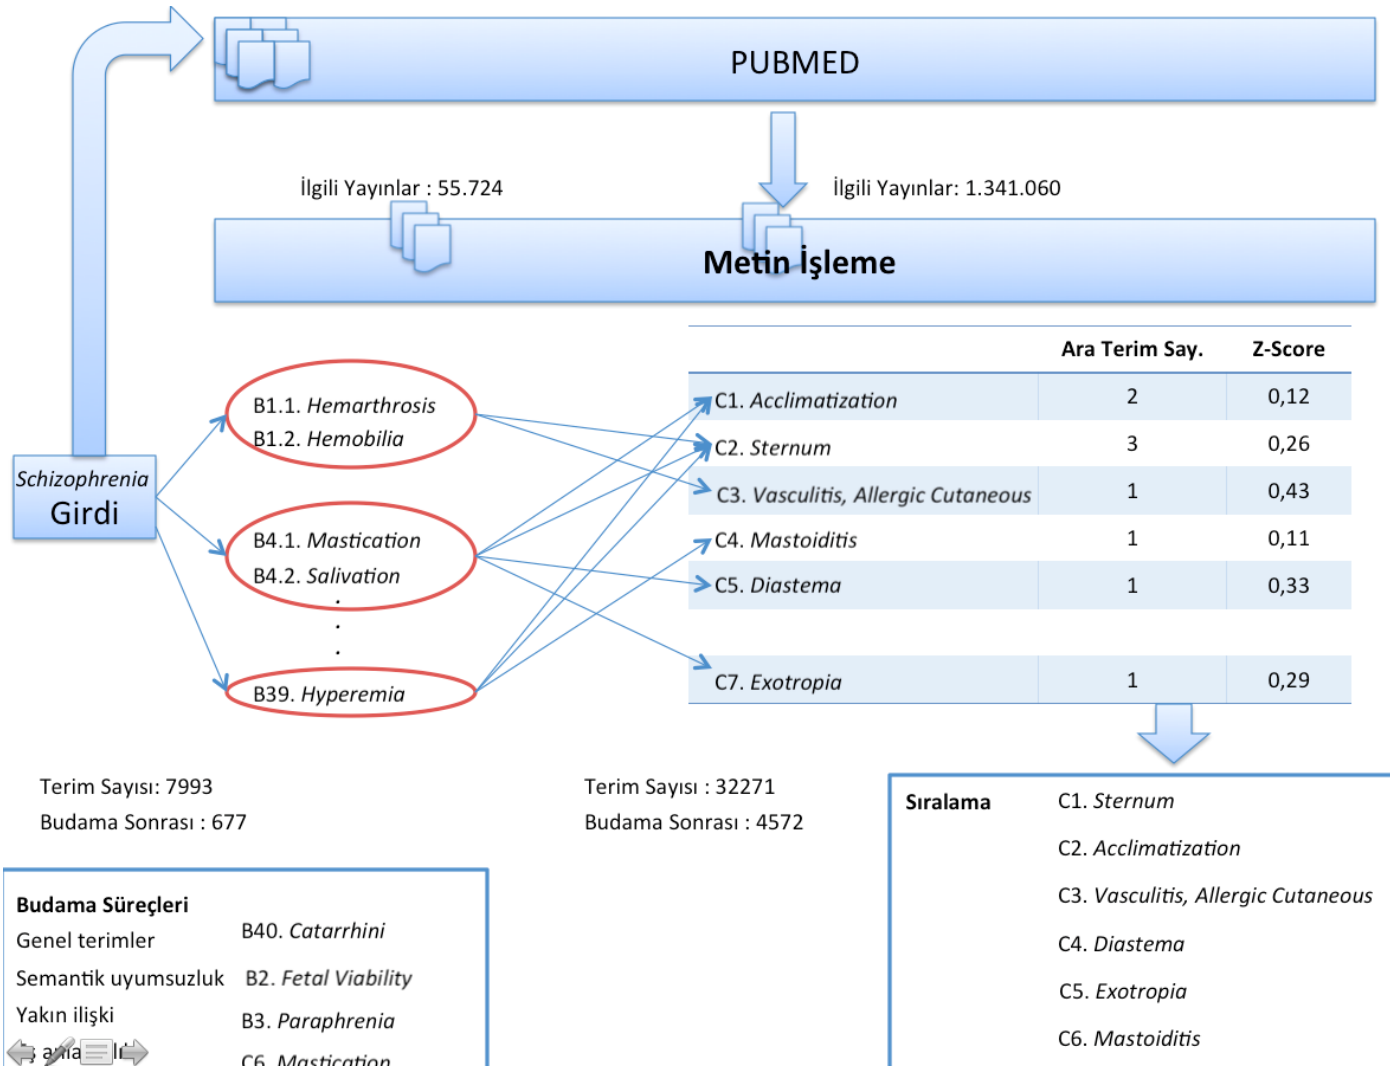 PUBMED
İlgili Yayınlar : 55.724
İlgili Yayınlar: 1.341.060
Metin İşleme
Schizophrenia
Girdi
B1.1. Hemarthrosis
B1.2. Hemobilia
B4.1. Mastication
B4.2. Salivation
.
.
.
B39. Hyperemia
Ara Terim Say. Z-Score
C1. Acclimatization 2 0,12
C2. Sternum 3 0,26
C3. Vasculitis, Allergic Cutaneous 1 0,43
C4. Mastoiditis 1 0,11
C5. Diastema 1 0,33
C7. Exotropia 1 0,29
Terim Sayısı: 7993
Budama Sonrası : 677
Terim Sayısı : 32271
Budama Sonrası : 4572
Sıralama
C1. Sternum
C2. Acclimatization
C3. Vasculitis, Allergic Cutaneous
C4. Diastema
C5. Exotropia
C6. Mastoiditis
Budama Süreçleri
Genel terimler
Semantik uyumsuzluk
Yakın ilişki
B40. Catarrhini
B2. Fetal Viability
B3. Paraphrenia
C6. Mastication